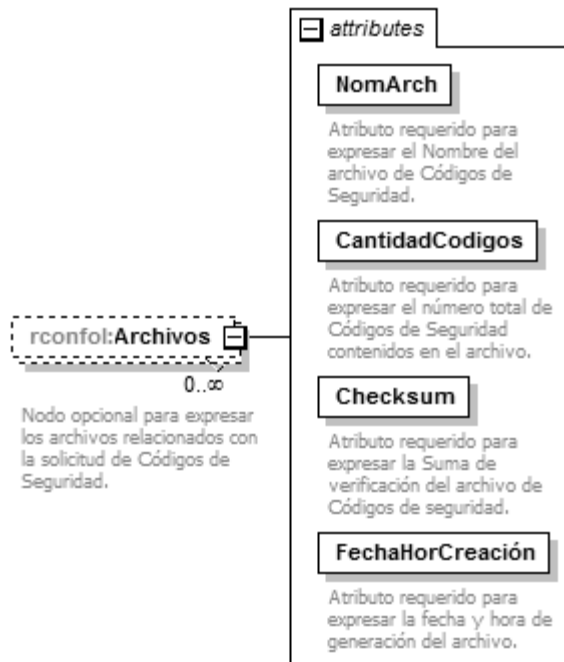 attributes
NomArch
Atributo requerido para
expresar el Nombre del
archivo de Códigos de
Seguridad.
CantidadCodigos
Atributo requerido para
expresar el número total de
Códigos de Seguridad
contenidos en el archivo.
rconfol:Archivos
0..∞
Nodo opcional para expresar
los archivos relacionados con
la solicitud de Códigos de
Seguridad.
Checksum
Atributo requerido para
expresar la Suma de
verificación del archivo de
Códigos de seguridad.
FechaHorCreación
Atributo requerido para
expresar la fecha y hora de
generación del archivo.